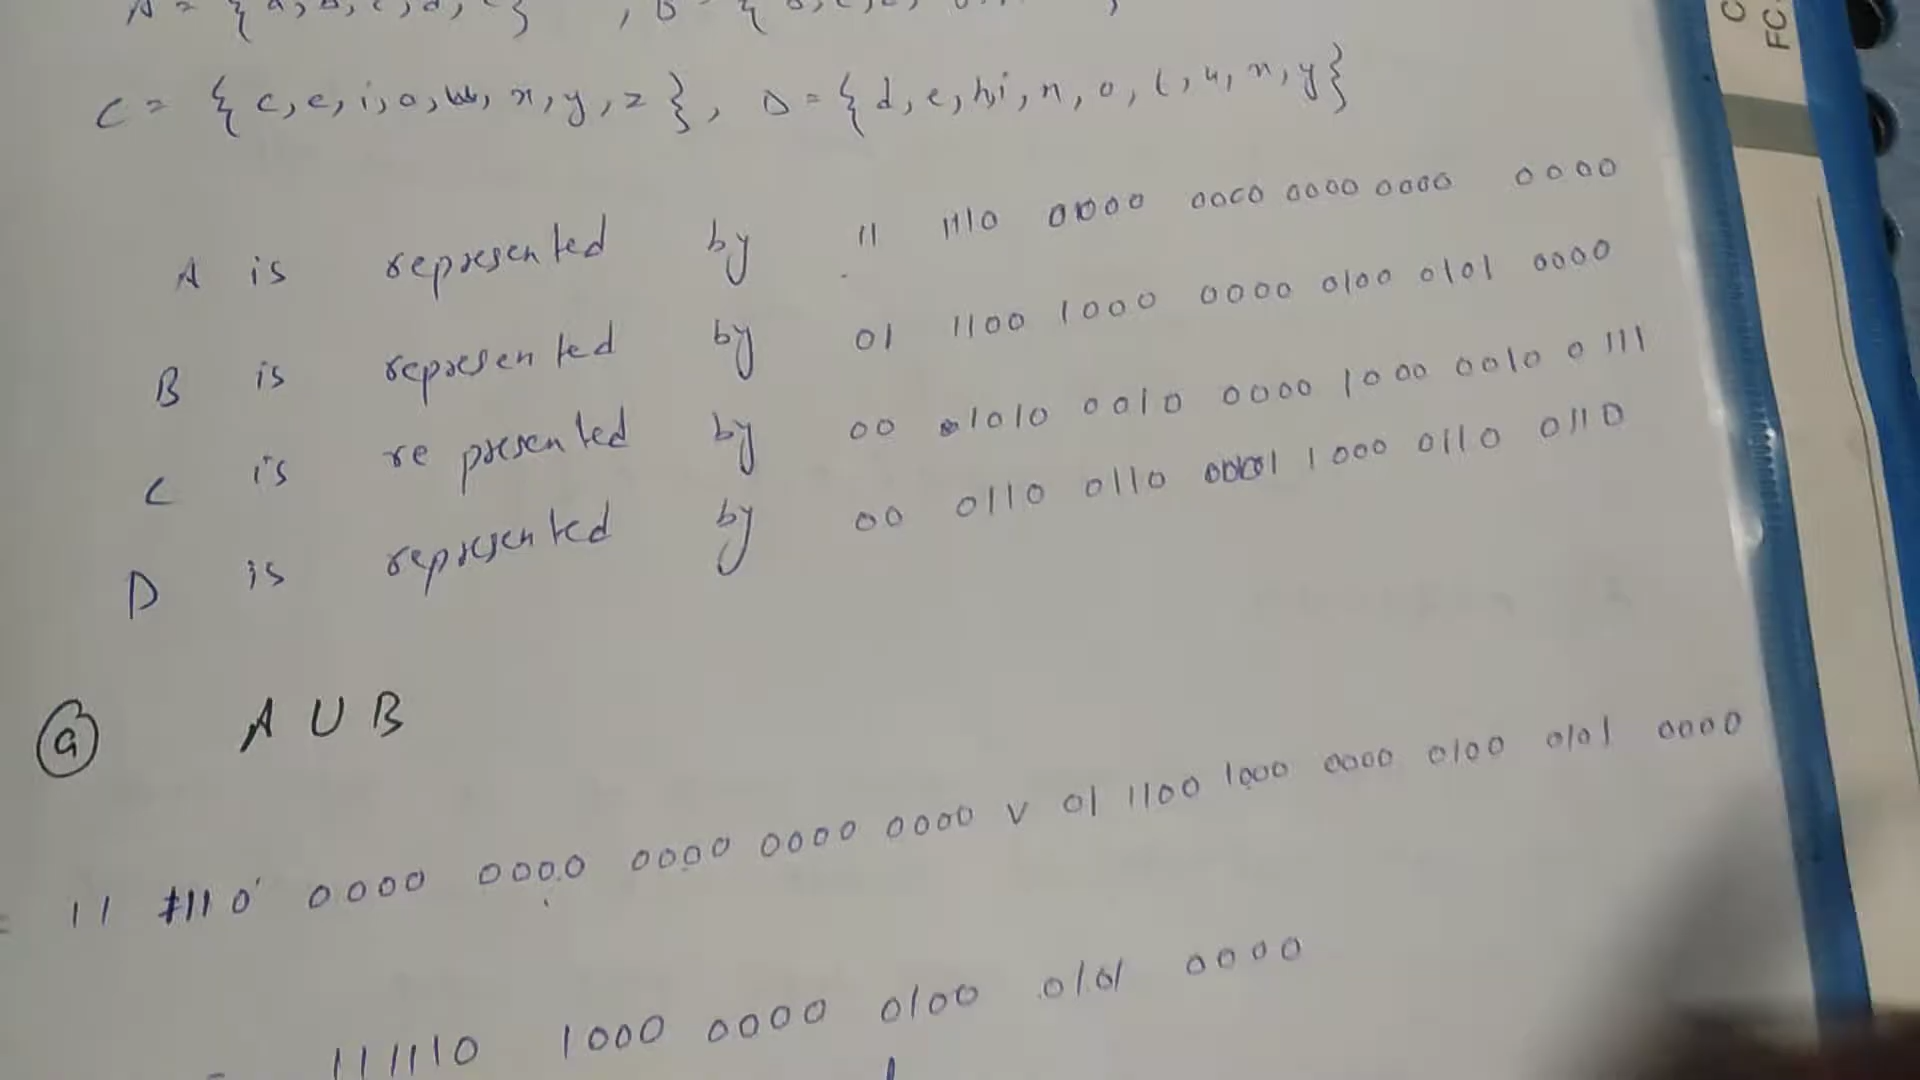 C
FC
A = {a, b, c, d, e} , B = {b, c, d,
C = {c, e, i, o, u, x, y, z}, D = {d, e, h, i, n, o, t, u, x, y}
A is represented by 11 1110 0000 0000 0000 0000 0000
B is represented by 01 1100 1000 0000 0100 0101 0000
C is represented by 00 1010 0010 0000 1000 0010 0111
D is represented by 00 0110 0110 0001 1000 0110 0110
(a) A U B
= 11 1110 0000 0000 0000 0000 0000 V 01 1100 1000 0000 0100 0101 0000
= 111110 1000 0000 0100 0101 0000